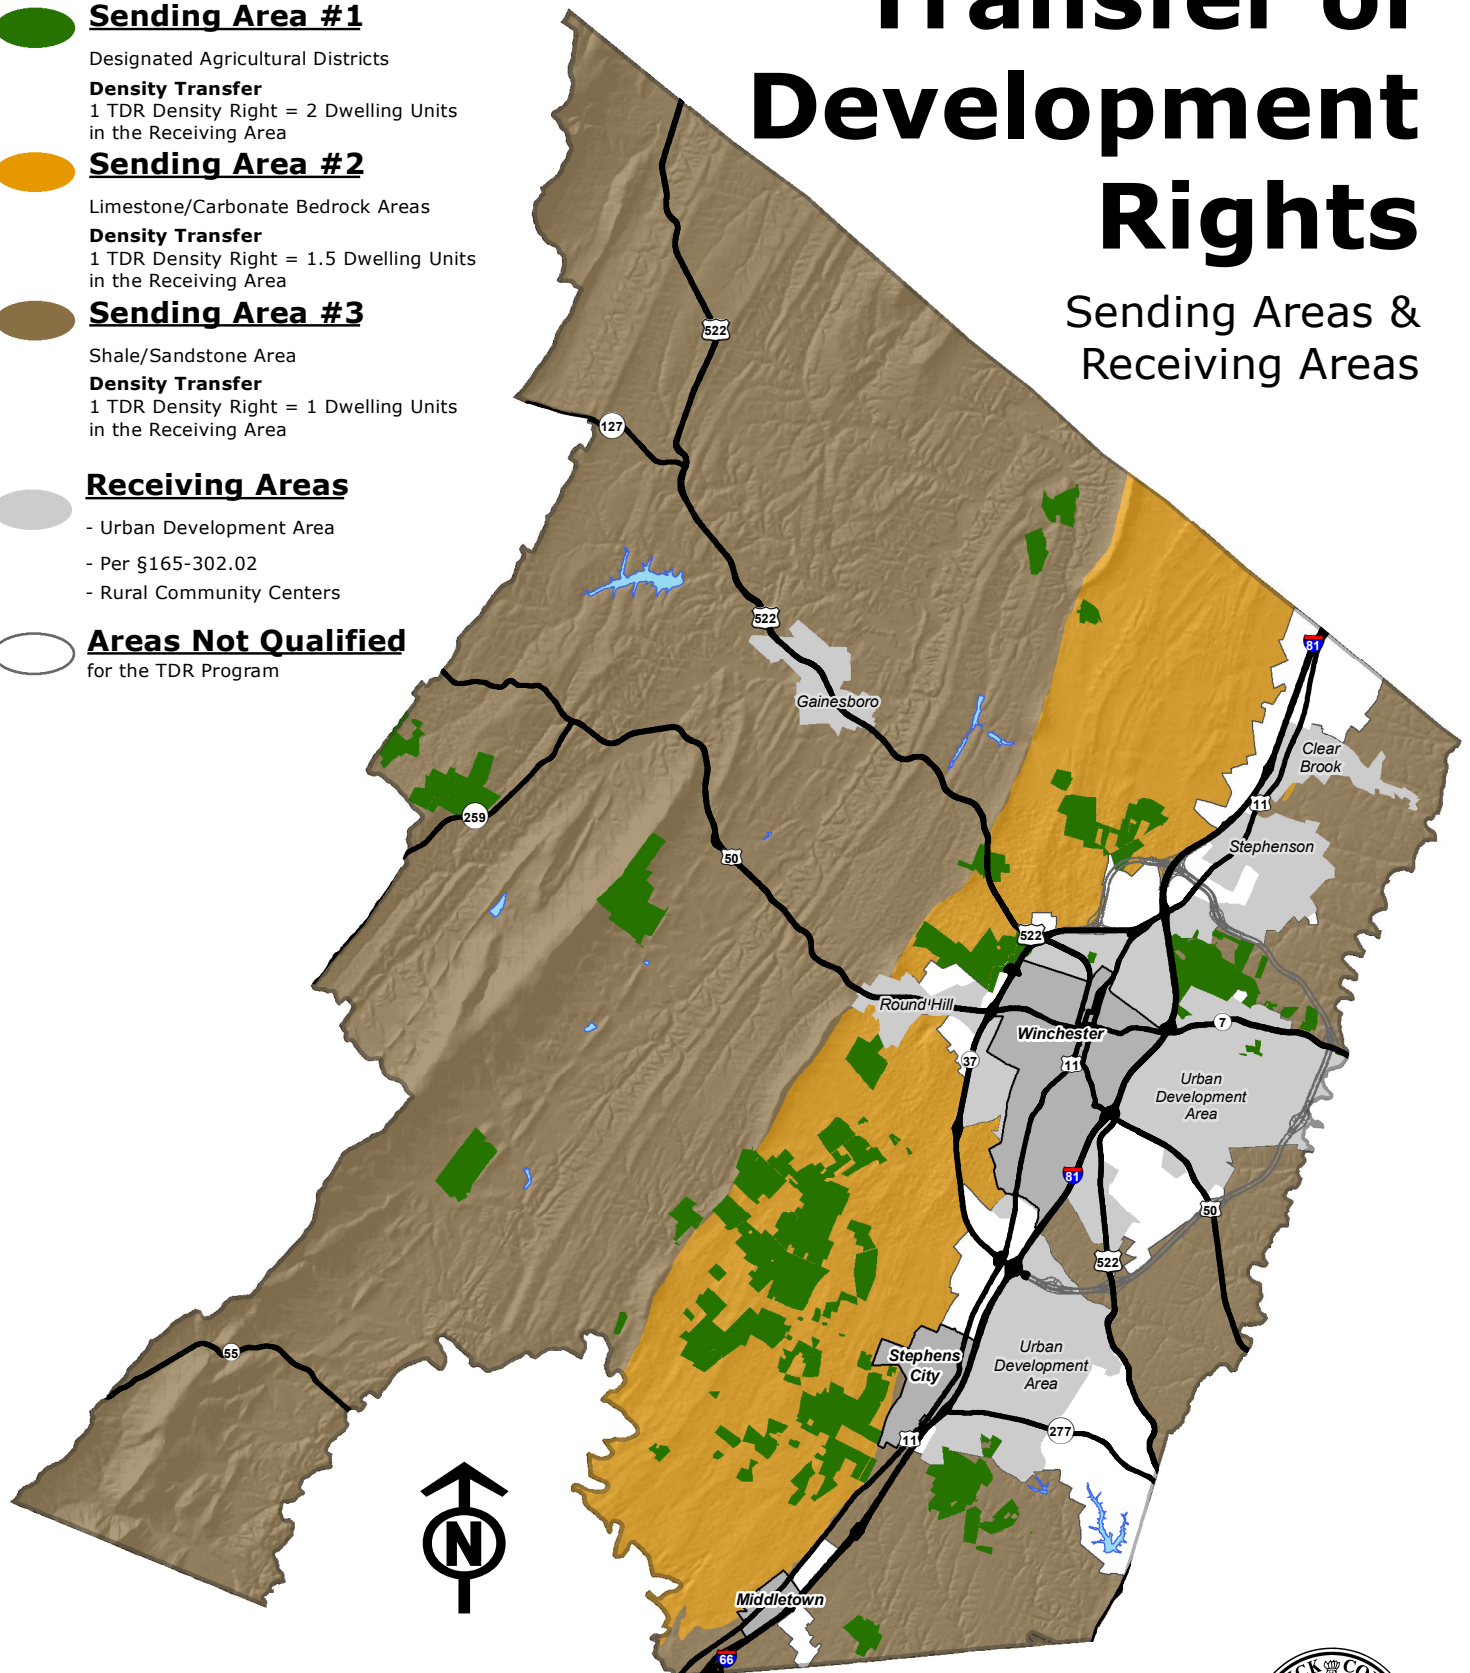 Transfer of
Development
Rights
Sending Areas &
Receiving Areas
Sending Area #1
Designated Agricultural Districts
Density Transfer
1 TDR Density Right = 2 Dwelling Units
in the Receiving Area
Sending Area #2
Limestone/Carbonate Bedrock Areas
Density Transfer
1 TDR Density Right = 1.5 Dwelling Units
in the Receiving Area
Sending Area #3
Shale/Sandstone Area
Density Transfer
1 TDR Density Right = 1 Dwelling Units
in the Receiving Area
Receiving Areas
- Urban Development Area
- Per §165-302.02
- Rural Community Centers
Areas Not Qualified
for the TDR Program
522
127
522
81
Gainesboro
Clear
Brook
11
259
Stephenson
50
522
Round Hill
7
Winchester
37
11
Urban
Development
Area
81
50
522
55
Stephens
City
Urban
Development
Area
277
11
N
Middletown
66